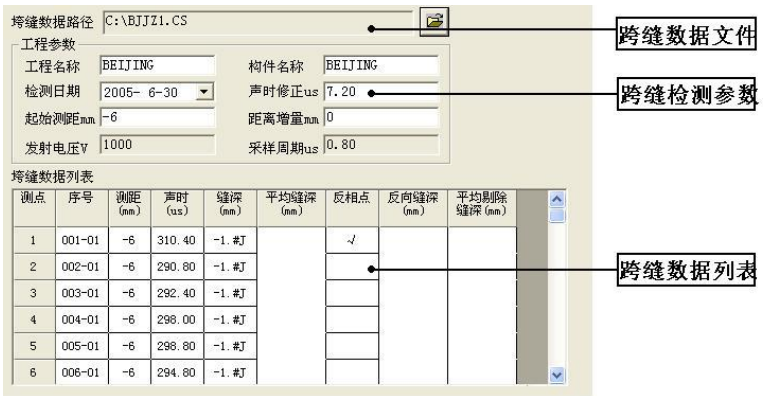 垮缝数据路径 C:\BJJZ1.CS
跨缝数据文件
工程参数
工程名称 BEIJING 构件名称 BEIJING
检测日期 2005- 6-30 声时修正us 7.20
跨缝检测参数
起始测距mm -6 距离增量mm 0
发射电压V 1000 采样周期us 0.80
垮缝数据列表
测点 序号 测距(mm) 声时(us) 缝深(mm) 平均缝深(mm) 反相点 反向缝深(mm) 平均剔除缝深(mm)
1 001-01 -6 310.40 -1.#J √
2 002-01 -6 290.80 -1.#J
跨缝数据列表
3 003-01 -6 292.40 -1.#J
4 004-01 -6 298.00 -1.#J
5 005-01 -6 298.80 -1.#J
6 006-01 -6 294.80 -1.#J